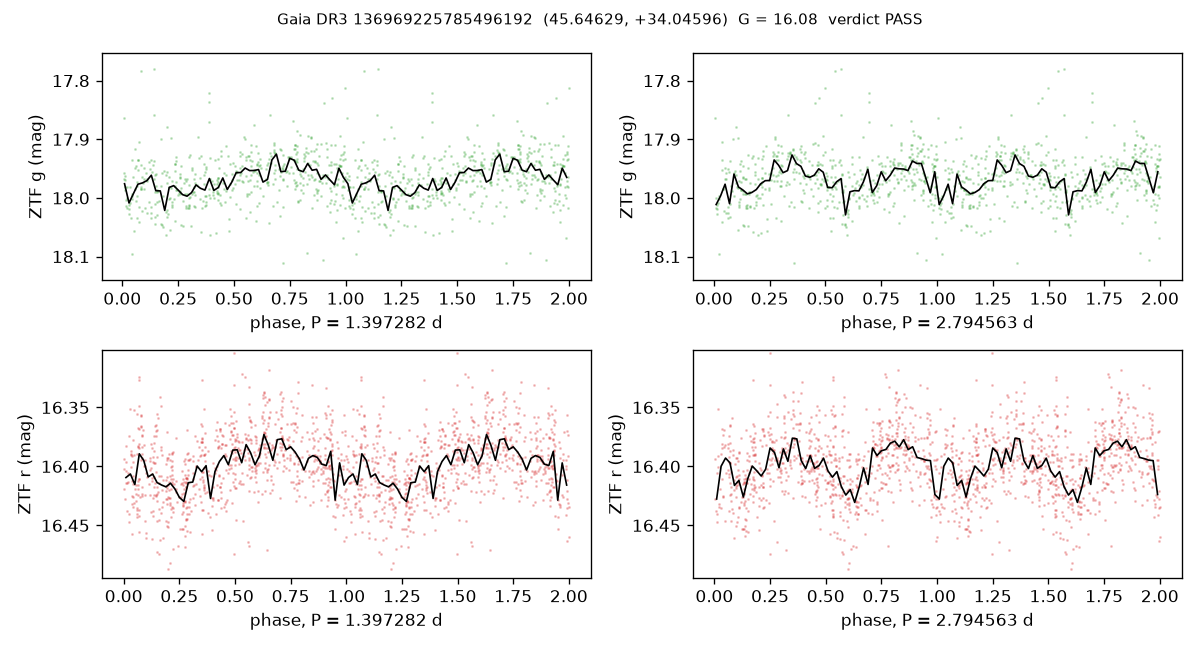 Gaia DR3 136969225785496192 (45.64629, +34.04596) G = 16.08 verdict PASS
ZTF g (mag)
17.8
17.9
18.0
18.1
0.00 0.25 0.50 0.75 1.00 1.25 1.50 1.75 2.00
phase, P = 1.397282 d
ZTF g (mag)
17.8
17.9
18.0
18.1
0.00 0.25 0.50 0.75 1.00 1.25 1.50 1.75 2.00
phase, P = 2.794563 d
ZTF r (mag)
16.35
16.40
16.45
0.00 0.25 0.50 0.75 1.00 1.25 1.50 1.75 2.00
phase, P = 1.397282 d
ZTF r (mag)
16.35
16.40
16.45
0.00 0.25 0.50 0.75 1.00 1.25 1.50 1.75 2.00
phase, P = 2.794563 d